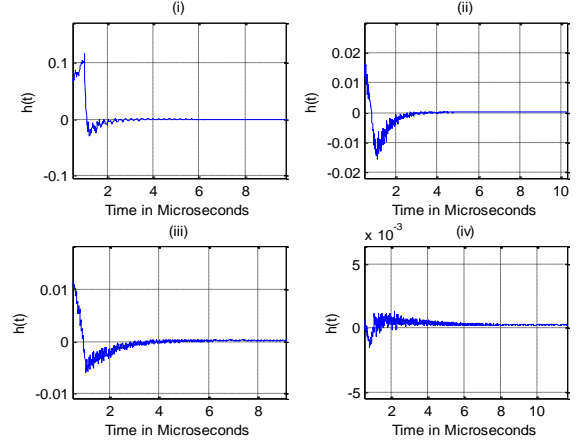 (i)
h(t)
0.1
0
-0.1
2 4 6 8
Time in Microseconds
(ii)
h(t)
0.02
0.01
0.00
-0.01
-0.02
2 4 6 8 10
Time in Microseconds
(iii)
h(t)
0.01
0
-0.01
2 4 6 8
Time in Microseconds
(iv)
x 10⁻³
h(t)
5
0
-5
2 4 6 8 10
Time in Microseconds